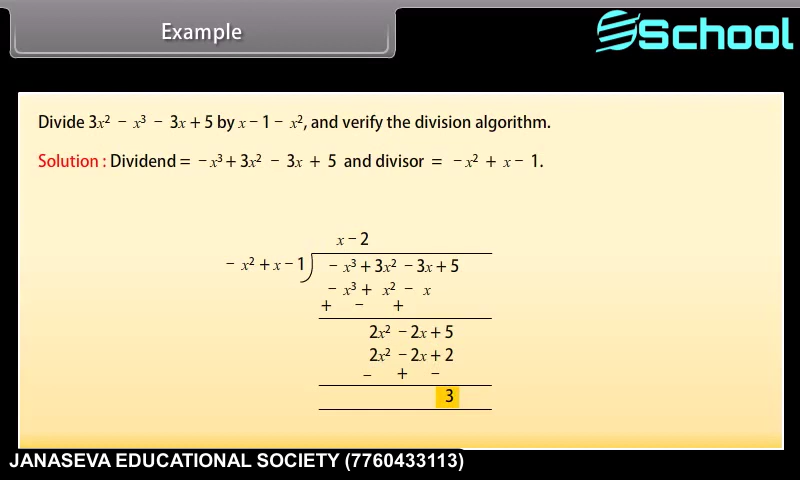 Example
School
Divide 3x² − x³ − 3x + 5 by x − 1 − x², and verify the division algorithm.
Solution : Dividend = −x³ + 3x² − 3x + 5 and divisor = −x² + x − 1.
x − 2
− x² + x − 1 ) − x³ + 3x² − 3x + 5
− x³ + x² − x
+ − +
2x² − 2x + 5
2x² − 2x + 2
− + −
3
JANASEVA EDUCATIONAL SOCIETY (7760433113)